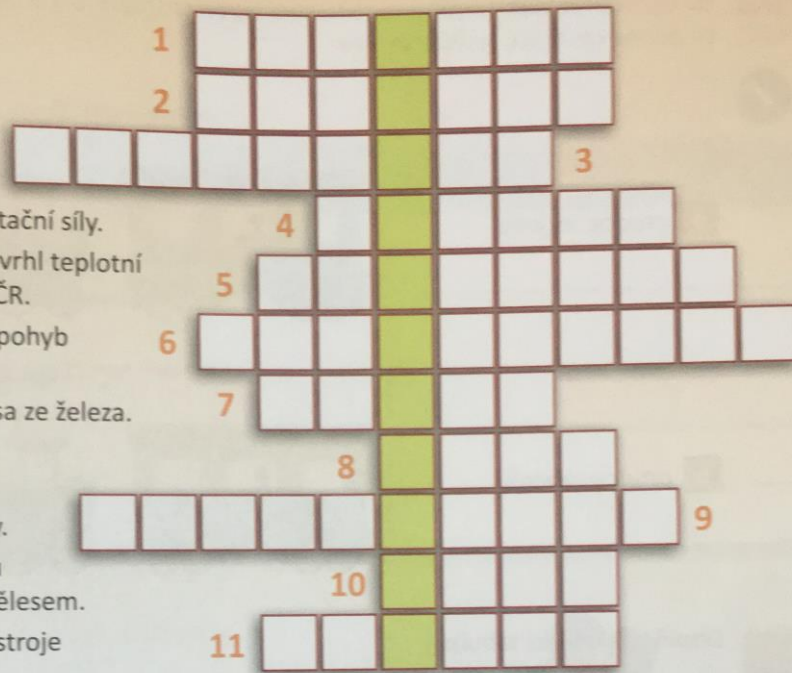 1
2
3
tační síly.
4
vrhl teplotní
5
ČR.
pohyb
6
sa ze železa.
7
8
9
10
ělesem.
stroje
11